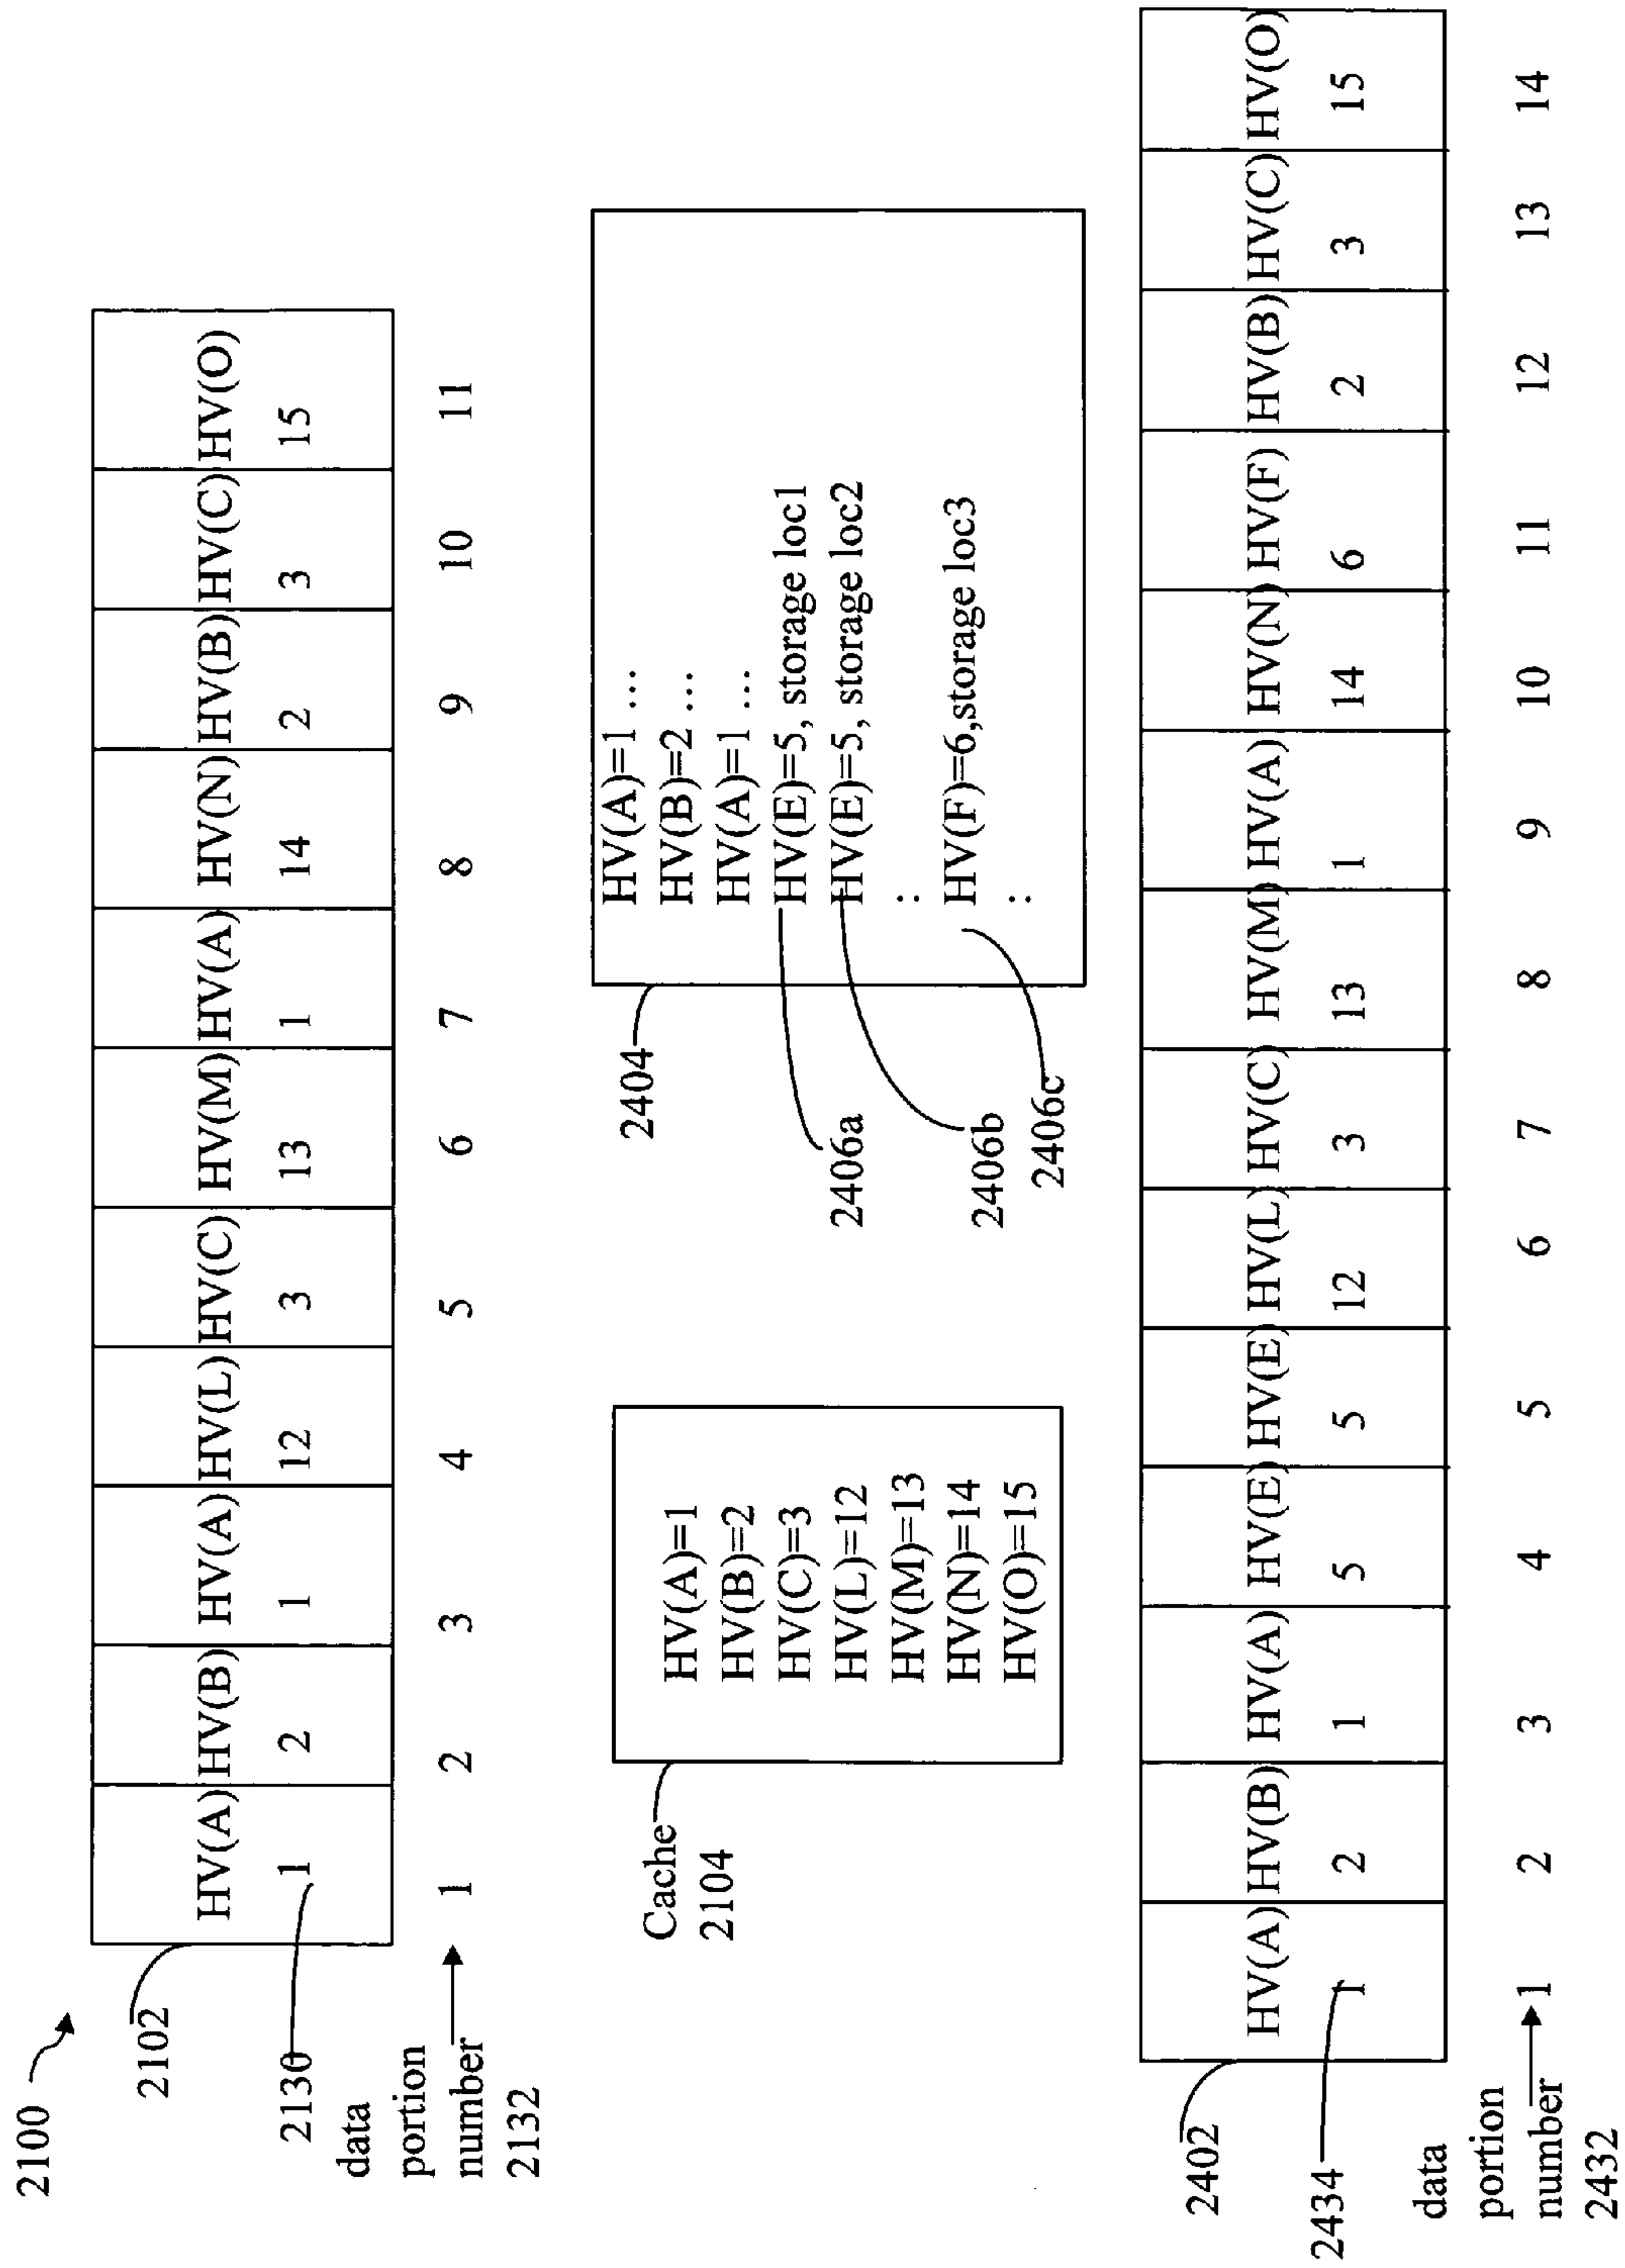 2100
2102
HV(A) HV(B) HV(A) HV(L) HV(C) HV(M) HV(A) HV(N) HV(B) HV(C) HV(O)
2130
1 2 1 12 3 13 1 14 2 3 15
data
portion
number
2132
1 2 3 4 5 6 7 8 9 10 11
Cache
2104
HV(A)=1
HV(B)=2
HV(C)=3
HV(L)=12
HV(M)=13
HV(N)=14
HV(O)=15
2404
HV(A)=1 ...
HV(B)=2 ...
HV(A)=1 ...
HV(E)=5, storage loc1
HV(E)=5, storage loc2
:
HV(F)=6,storage loc3
:
2406a
2406b
2406c
2402
HV(A) HV(B) HV(A) HV(E) HV(E) HV(L) HV(C) HV(M) HV(A) HV(N) HV(F) HV(B) HV(C) HV(O)
2434
1 2 1 5 5 12 3 13 1 14 6 2 3 15
data
portion
number
2432
1 2 3 4 5 6 7 8 9 10 11 12 13 14